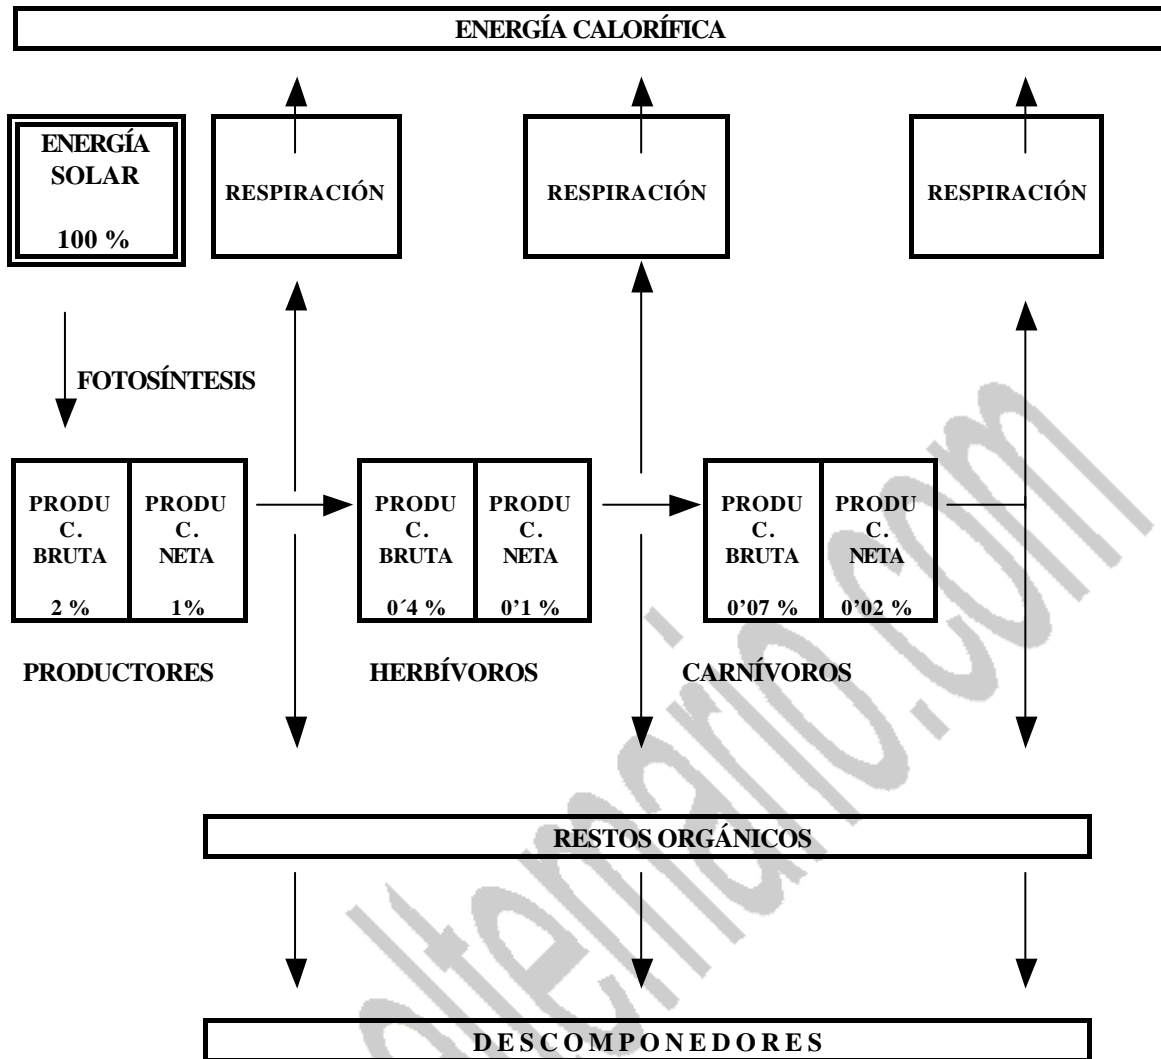 ENERGÍA CALORÍFICA
ENERGÍA
SOLAR
100 %
RESPIRACIÓN
RESPIRACIÓN
RESPIRACIÓN
FOTOSÍNTESIS
PRODU
C.
BRUTA
2 %
PRODU
C.
NETA
1%
PRODU
C.
BRUTA
0´4 %
PRODU
C.
NETA
0’1 %
PRODU
C.
BRUTA
0’07 %
PRODU
C.
NETA
0’02 %
PRODUCTORES
HERBÍVOROS
CARNÍVOROS
RESTOS ORGÁNICOS
DESCOMPONEDORES